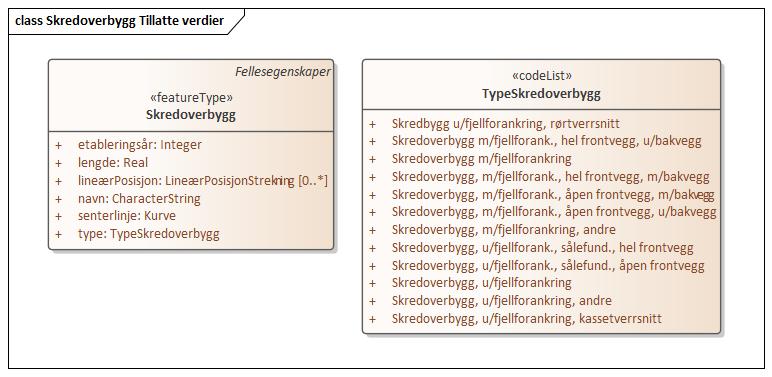 class Skredoverbygg Tillatte verdier
Fellesegenskaper
«featureType»
Skredoverbygg
+ etableringsår: Integer
+ lengde: Real
+ lineærPosisjon: LineærPosisjonStrekning [0..*]
+ navn: CharacterString
+ senterlinje: Kurve
+ type: TypeSkredoverbygg
«codeList»
TypeSkredoverbygg
+ Skredbygg u/fjellforankring, rørtverrsnitt
+ Skredoverbygg m/fjellforank., hel frontvegg, u/bakvegg
+ Skredoverbygg m/fjellforankring
+ Skredoverbygg, m/fjellforank., hel frontvegg, m/bakvegg
+ Skredoverbygg, m/fjellforank., åpen frontvegg, m/bakvegg
+ Skredoverbygg, m/fjellforank., åpen frontvegg, u/bakvegg
+ Skredoverbygg, m/fjellforankring, andre
+ Skredoverbygg, u/fjellforank., sålefund., hel frontvegg
+ Skredoverbygg, u/fjellforank., sålefund., åpen frontvegg
+ Skredoverbygg, u/fjellforankring
+ Skredoverbygg, u/fjellforankring, andre
+ Skredoverbygg, u/fjellforankring, kassetverrsnitt